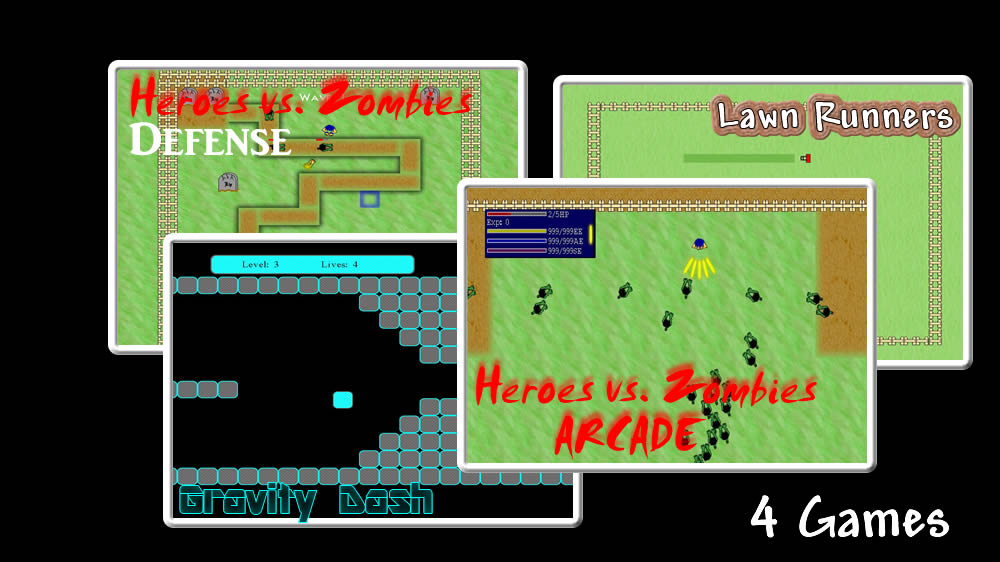 Heroes vs. Zombies
DEFENSE
Lawn Runners
2/5HP
Exp: 0
999/999EE
999/999AE
999/999SE
Level: 3 Lives: 4
Heroes vs. Zombies
ARCADE
Gravity Dash
4 Games